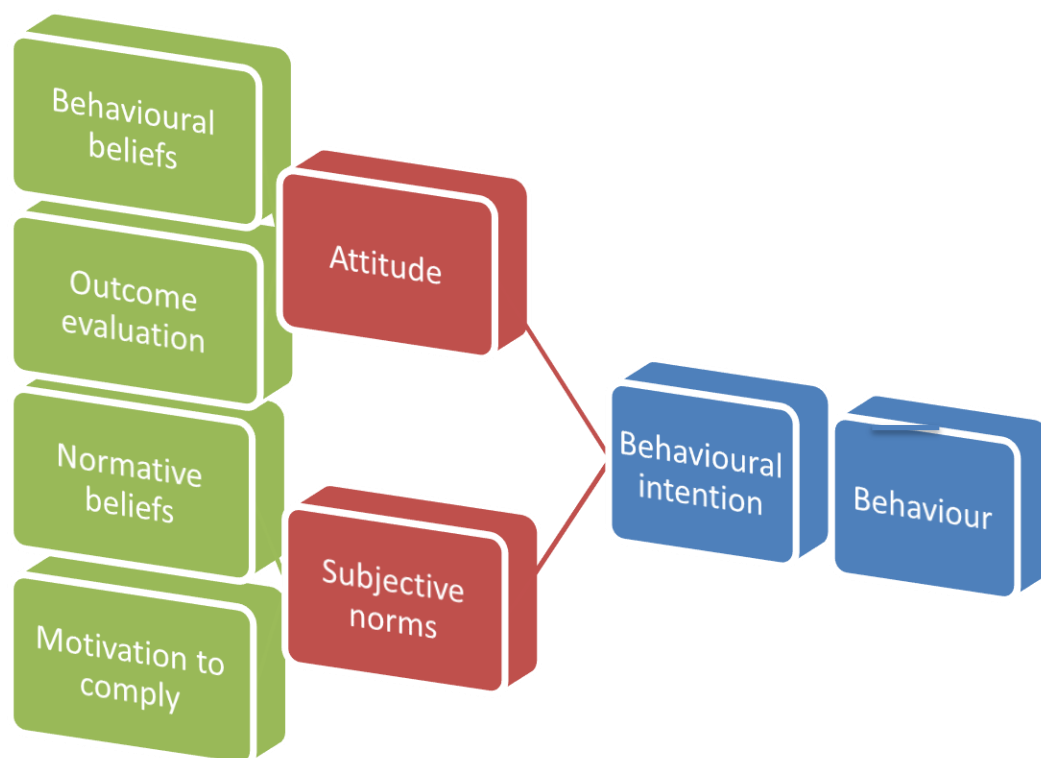 Behavioural
beliefs
Outcome
evaluation
Normative
beliefs
Motivation to
comply
Attitude
Subjective
norms
Behavioural
intention
Behaviour